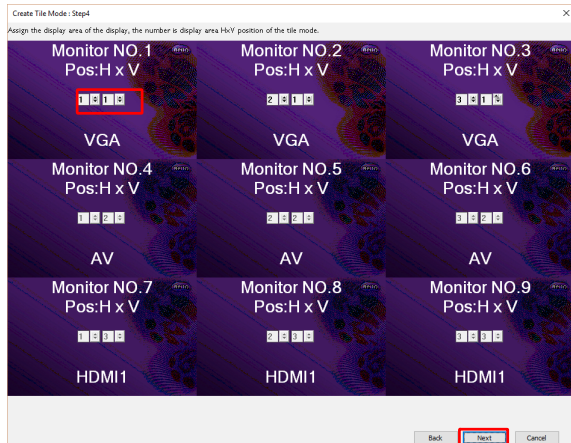 Create Tile Mode : Step4
Assign the display area of the display, the number is display area HxV position of the tile mode.
Monitor NO.1 Monitor NO.2 Monitor NO.3
Pos:H x V Pos:H x V Pos:H x V
1 1 2 1 3 1
VGA VGA VGA
Monitor NO.4 Monitor NO.5 Monitor NO.6
Pos:H x V Pos:H x V Pos:H x V
1 2 2 2 3 2
AV AV AV
Monitor NO.7 Monitor NO.8 Monitor NO.9
Pos:H x V Pos:H x V Pos:H x V
1 3 2 3 3 3
HDMI1 HDMI1 HDMI1
Back Next Cancel